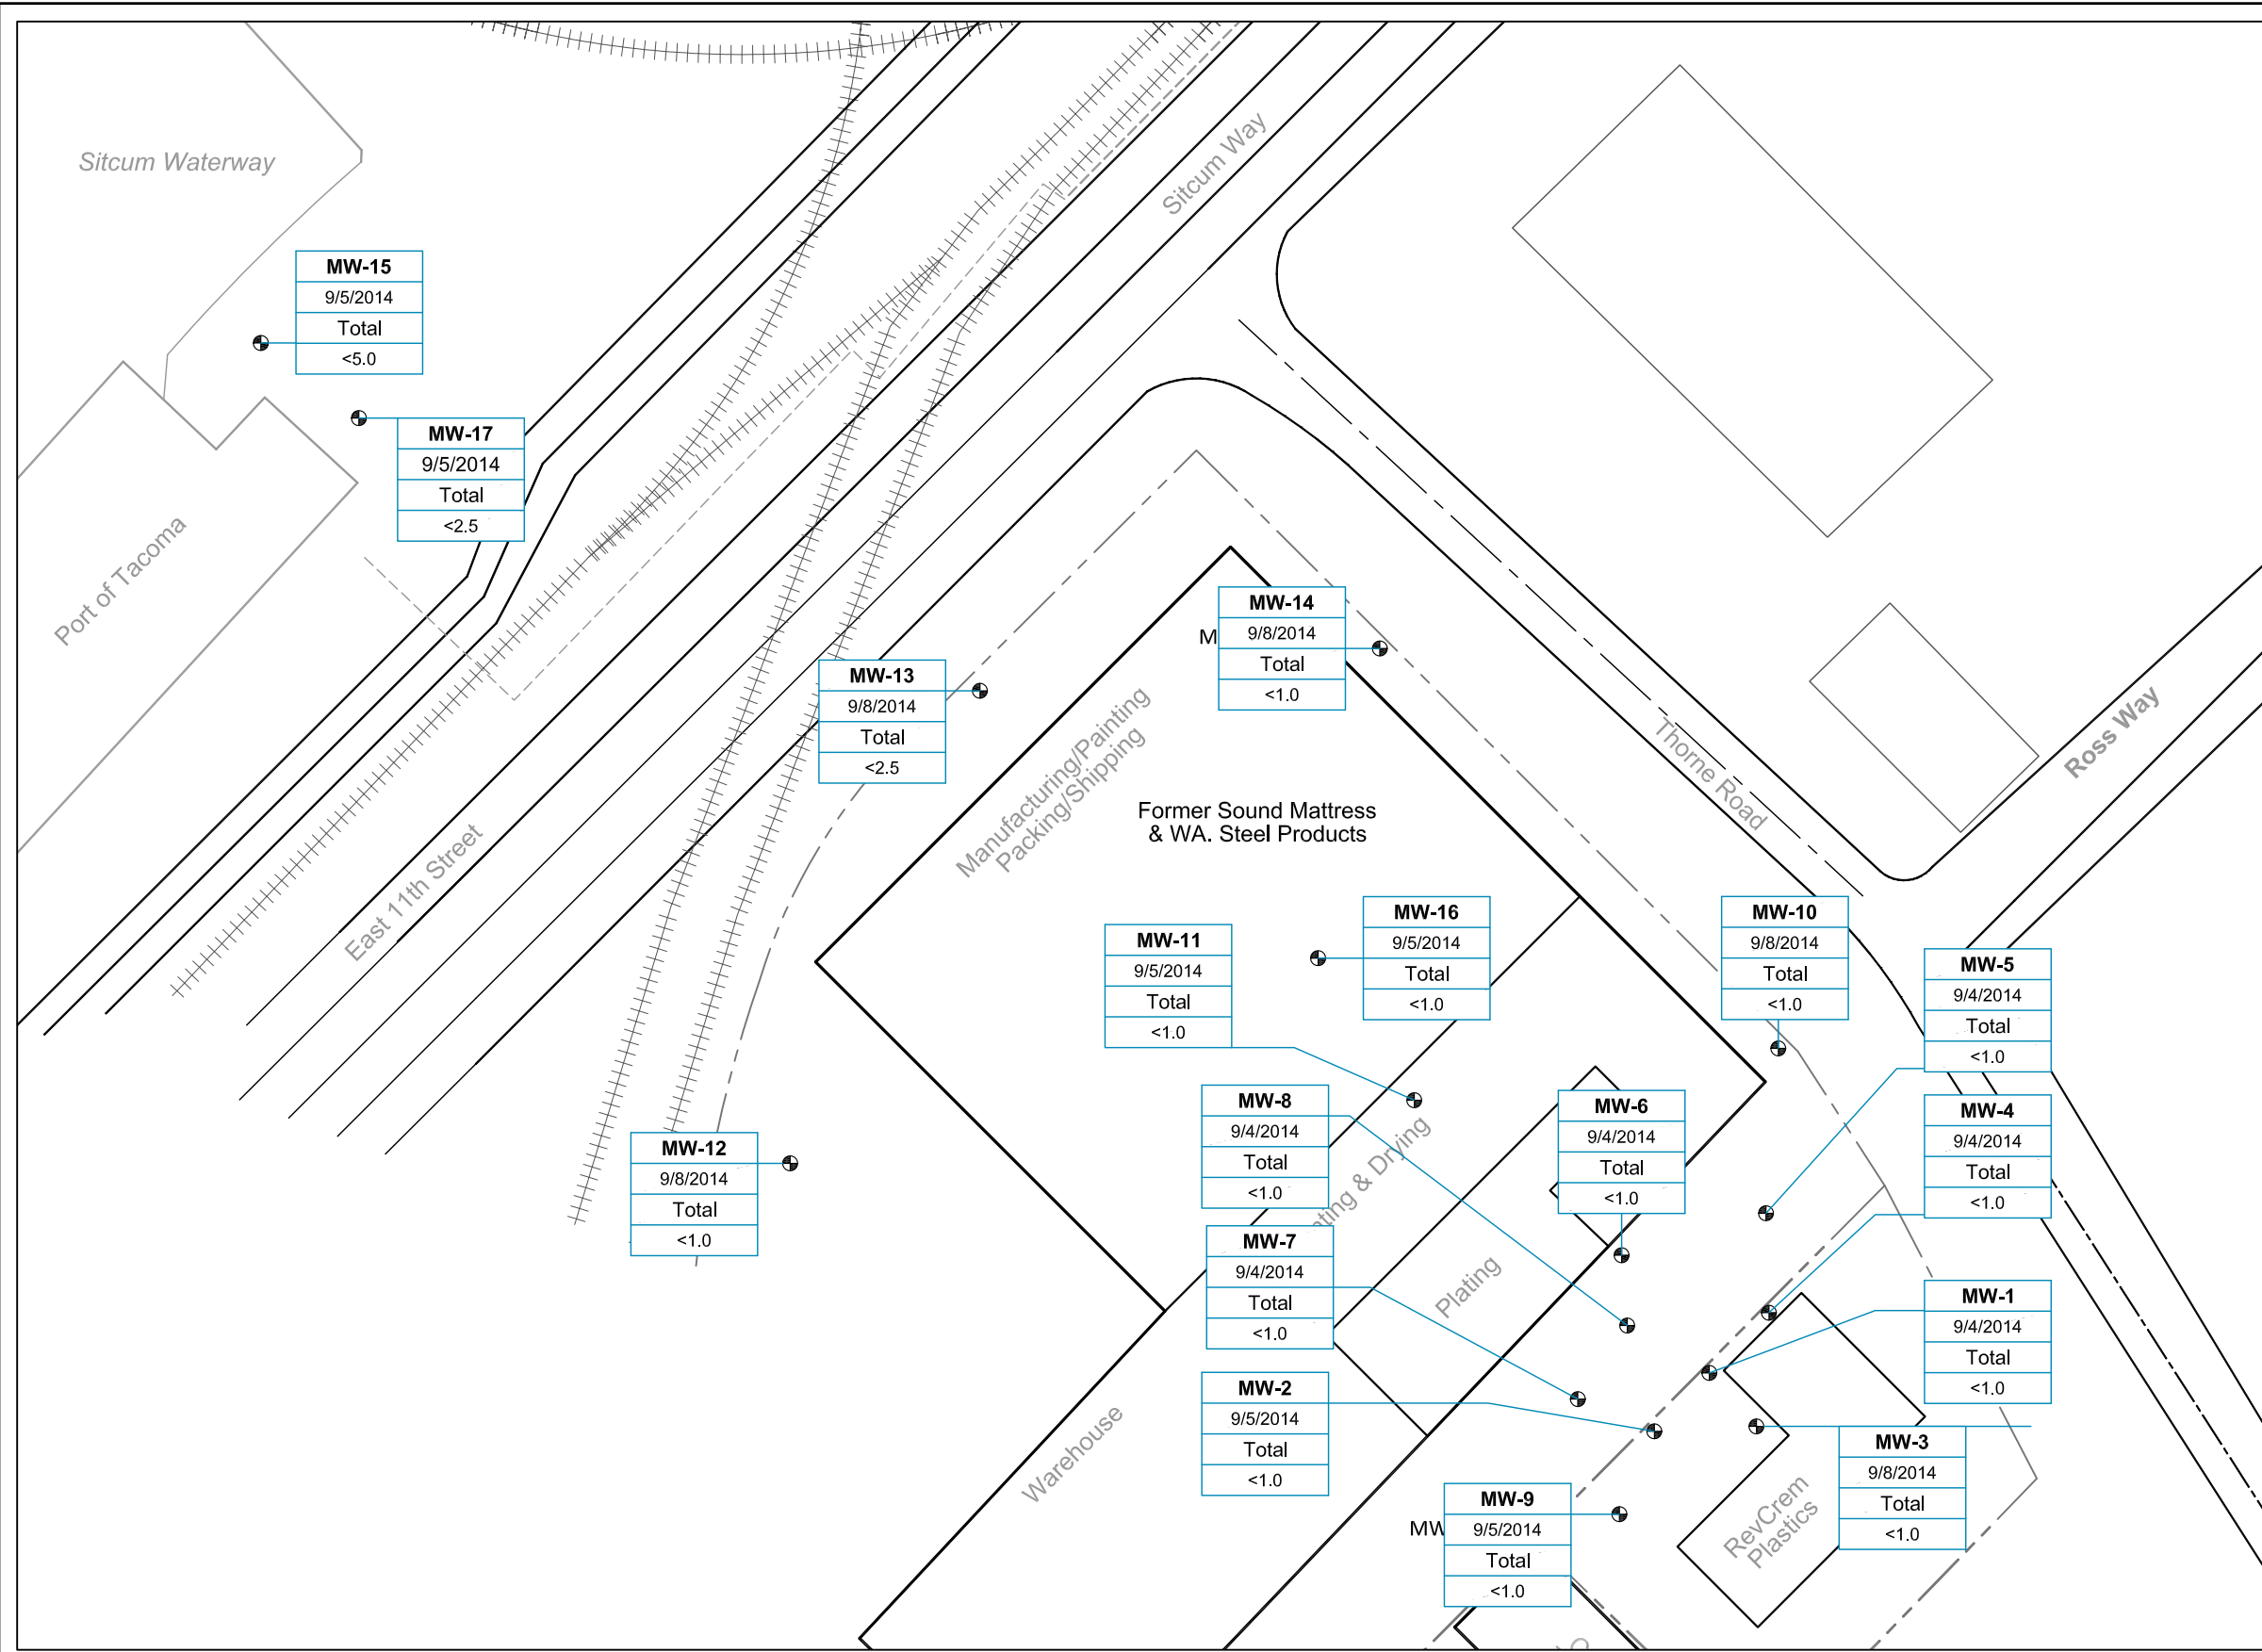 Sitcum Waterway
Sitcum Way
MW-15
9/5/2014
Total
<5.0
MW-17
9/5/2014
Total
<2.5
Port of Tacoma
East 11th Street
MW-14
9/8/2014
Total
<1.0
M
MW-13
9/8/2014
Total
<2.5
Manufacturing/Painting
Packing/Shipping
Former Sound Mattress
& WA. Steel Products
Thorne Road
Ross Way
MW-11
9/5/2014
Total
<1.0
MW-16
9/5/2014
Total
<1.0
MW-10
9/8/2014
Total
<1.0
MW-5
9/4/2014
Total
<1.0
MW-8
9/4/2014
Total
<1.0
MW-6
9/4/2014
Total
<1.0
MW-4
9/4/2014
Total
<1.0
MW-12
9/8/2014
Total
<1.0
& Drying
MW-7
9/4/2014
Total
<1.0
Plating
MW-1
9/4/2014
Total
<1.0
MW-2
9/5/2014
Total
<1.0
Warehouse
MW-3
9/8/2014
Total
<1.0
MW-9
9/5/2014
Total
<1.0
MW
RevCrem
Plastics